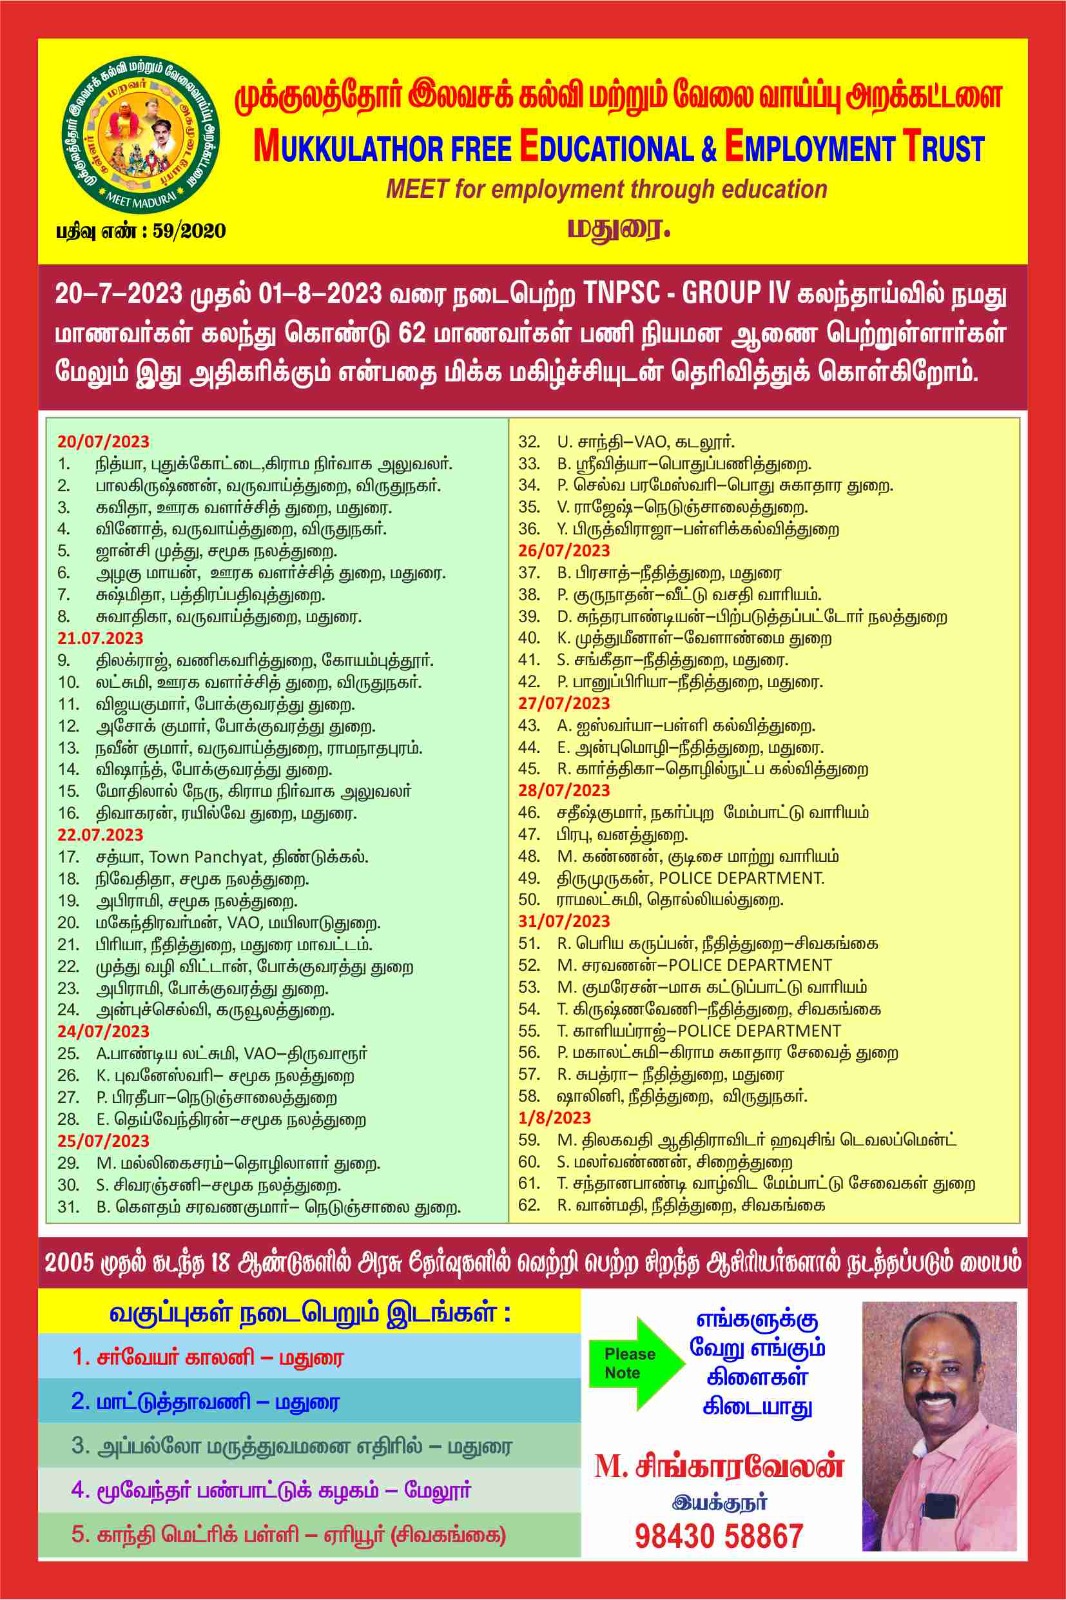 முக்குலத்தோர் இலவசக் கல்வி மற்றும் வேலை வாய்ப்பு அறக்கட்டளை
MUKKULATHOR FREE EDUCATIONAL & EMPLOYMENT TRUST
MEET for employment through education
மதுரை.
முக்குலத்தோர் இலவசக் கல்வி மற்றும் வேலைவாய்ப்பு அறக்கட்டளை
கள்ளர் மறவர் அகமுடையோர்
MEET MADURAI
பதிவு எண் : 59/2020
20-7-2023 முதல் 01-8-2023 வரை நடைபெற்ற TNPSC - GROUP IV கலந்தாய்வில் நமது
மாணவர்கள் கலந்து கொண்டு 62 மாணவர்கள் பணி நியமன ஆணை பெற்றுள்ளார்கள்
மேலும் இது அதிகரிக்கும் என்பதை மிக்க மகிழ்ச்சியுடன் தெரிவித்துக் கொள்கிறோம்.
20/07/2023
1. நித்யா, புதுக்கோட்டை,கிராம நிர்வாக அலுவலர்.
2. பாலகிருஷ்ணன், வருவாய்த்துறை, விருதுநகர்.
3. கவிதா, ஊரக வளர்ச்சித் துறை, மதுரை.
4. வினோத், வருவாய்த்துறை, விருதுநகர்.
5. ஜான்சி முத்து, சமூக நலத்துறை.
6. அழகு மாயன், ஊரக வளர்ச்சித் துறை, மதுரை.
7. சுஷ்மிதா, பத்திரப்பதிவுத்துறை.
8. சுவாதிகா, வருவாய்த்துறை, மதுரை.
21.07.2023
9. திலக்ராஜ், வணிகவரித்துறை, கோயம்புத்தூர்.
10. லட்சுமி, ஊரக வளர்ச்சித் துறை, விருதுநகர்.
11. விஜயகுமார், போக்குவரத்து துறை.
12. அசோக் குமார், போக்குவரத்து துறை.
13. நவீன் குமார், வருவாய்த்துறை, ராமநாதபுரம்.
14. விஷாந்த், போக்குவரத்து துறை.
15. மோதிலால் நேரு, கிராம நிர்வாக அலுவலர்
16. திவாகரன், ரயில்வே துறை, மதுரை.
22.07.2023
17. சத்யா, Town Panchyat, திண்டுக்கல்.
18. நிவேதிதா, சமூக நலத்துறை.
19. அபிராமி, சமூக நலத்துறை.
20. மகேந்திரவர்மன், VAO, மயிலாடுதுறை.
21. பிரியா, நீதித்துறை, மதுரை மாவட்டம்.
22. முத்து வழி விட்டான், போக்குவரத்து துறை
23. அபிராமி, போக்குவரத்து துறை.
24. அன்புச்செல்வி, கருவூலத்துறை.
24/07/2023
25. A.பாண்டிய லட்சுமி, VAO-திருவாரூர்
26. K. புவனேஸ்வரி- சமூக நலத்துறை
27. P. பிரதீபா-நெடுஞ்சாலைத்துறை
28. E. தெய்வேந்திரன்-சமூக நலத்துறை
25/07/2023
29. M. மல்லிகைசரம்-தொழிலாளர் துறை.
30. S. சிவரஞ்சனி-சமூக நலத்துறை.
31. B. கௌதம் சரவணகுமார்- நெடுஞ்சாலை துறை.
32. U. சாந்தி-VAO, கடலூர்.
33. B. ஸ்ரீவித்யா-பொதுப்பணித்துறை.
34. P. செல்வ பரமேஸ்வரி-பொது சுகாதார துறை.
35. V. ராஜேஷ்-நெடுஞ்சாலைத்துறை.
36. Y. பிருத்விராஜா-பள்ளிக்கல்வித்துறை
26/07/2023
37. B. பிரசாத்-நீதித்துறை, மதுரை
38. P. குருநாதன்-வீட்டு வசதி வாரியம்.
39. D. சுந்தரபாண்டியன்-பிற்படுத்தப்பட்டோர் நலத்துறை
40. K. முத்துமீனாள்-வேளாண்மை துறை
41. S. சங்கீதா-நீதித்துறை, மதுரை.
42. P. பானுப்பிரியா-நீதித்துறை, மதுரை.
27/07/2023
43. A. ஐஸ்வர்யா-பள்ளி கல்வித்துறை.
44. E. அன்புமொழி-நீதித்துறை, மதுரை.
45. R. கார்த்திகா-தொழில்நுட்ப கல்வித்துறை
28/07/2023
46. சதீஷ்குமார், நகர்ப்புற மேம்பாட்டு வாரியம்
47. பிரபு, வனத்துறை.
48. M. கண்ணன், குடிசை மாற்று வாரியம்
49. திருமுருகன், POLICE DEPARTMENT.
50. ராமலட்சுமி, தொல்லியல்துறை.
31/07/2023
51. R. பெரிய கருப்பன், நீதித்துறை-சிவகங்கை
52. M. சரவணன்-POLICE DEPARTMENT
53. M. குமரேசன்-மாசு கட்டுப்பாட்டு வாரியம்
54. T. கிருஷ்ணவேணி-நீதித்துறை, சிவகங்கை
55. T. காளியப்ராஜ்-POLICE DEPARTMENT
56. P. மகாலட்சுமி-கிராம சுகாதார சேவைத் துறை
57. R. சுபத்ரா- நீதித்துறை, மதுரை
58. ஷாலினி, நீதித்துறை, விருதுநகர்.
1/8/2023
59. M. திலகவதி ஆதிதிராவிடர் ஹவுசிங் டெவலப்மென்ட்
60. S. மலர்வண்ணன், சிறைத்துறை
61. T. சந்தானபாண்டி வாழ்விட மேம்பாட்டு சேவைகள் துறை
62. R. வான்மதி, நீதித்துறை, சிவகங்கை
2005 முதல் கடந்த 18 ஆண்டுகளில் அரசு தேர்வுகளில் வெற்றி பெற்ற சிறந்த ஆசிரியர்களால் நடத்தப்படும் மையம்
வகுப்புகள் நடைபெறும் இடங்கள் :
1. சர்வேயர் காலனி – மதுரை
2. மாட்டுத்தாவணி – மதுரை
3. அப்பல்லோ மருத்துவமனை எதிரில் – மதுரை
4. மூவேந்தர் பண்பாட்டுக் கழகம் – மேலூர்
5. காந்தி மெட்ரிக் பள்ளி – ஏரியூர் (சிவகங்கை)
Please
Note
எங்களுக்கு
வேறு எங்கும்
கிளைகள்
கிடையாது
M. சிங்காரவேலன்
இயக்குநர்
98430 58867